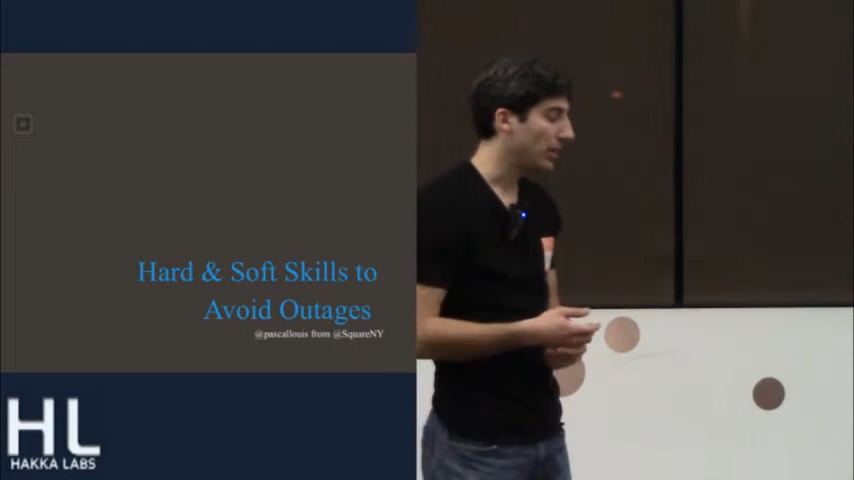 Hard & Soft Skills to
Avoid Outages
@pascallouis from @SquareNY
HL
HAKKA LABS